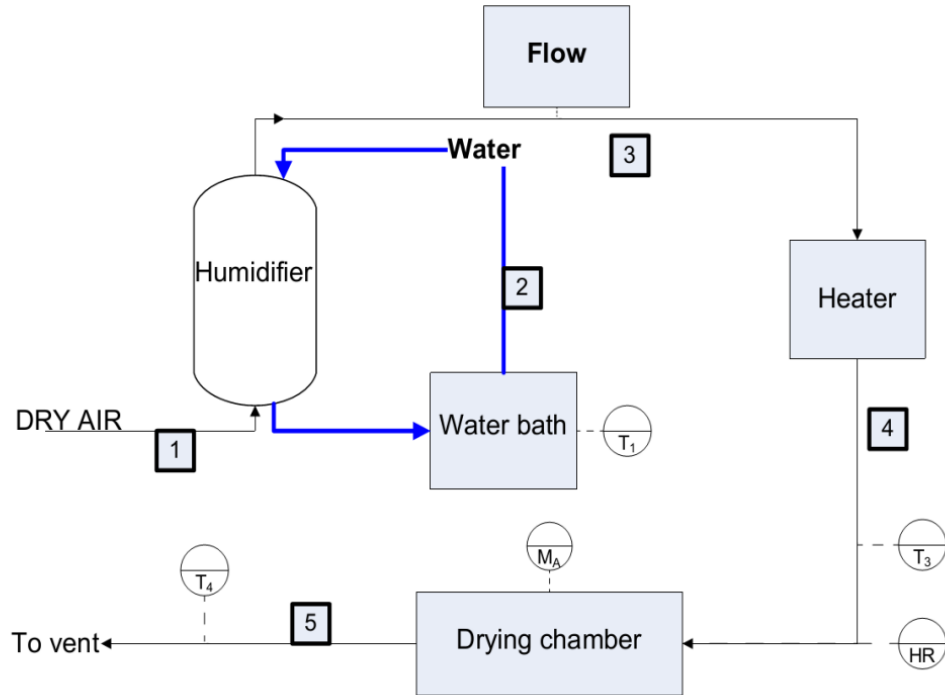 Flow
Water
3
Humidifier
2
Heater
DRY AIR
1
Water bath
T1
4
MA
T4
T3
5
To vent
Drying chamber
HR